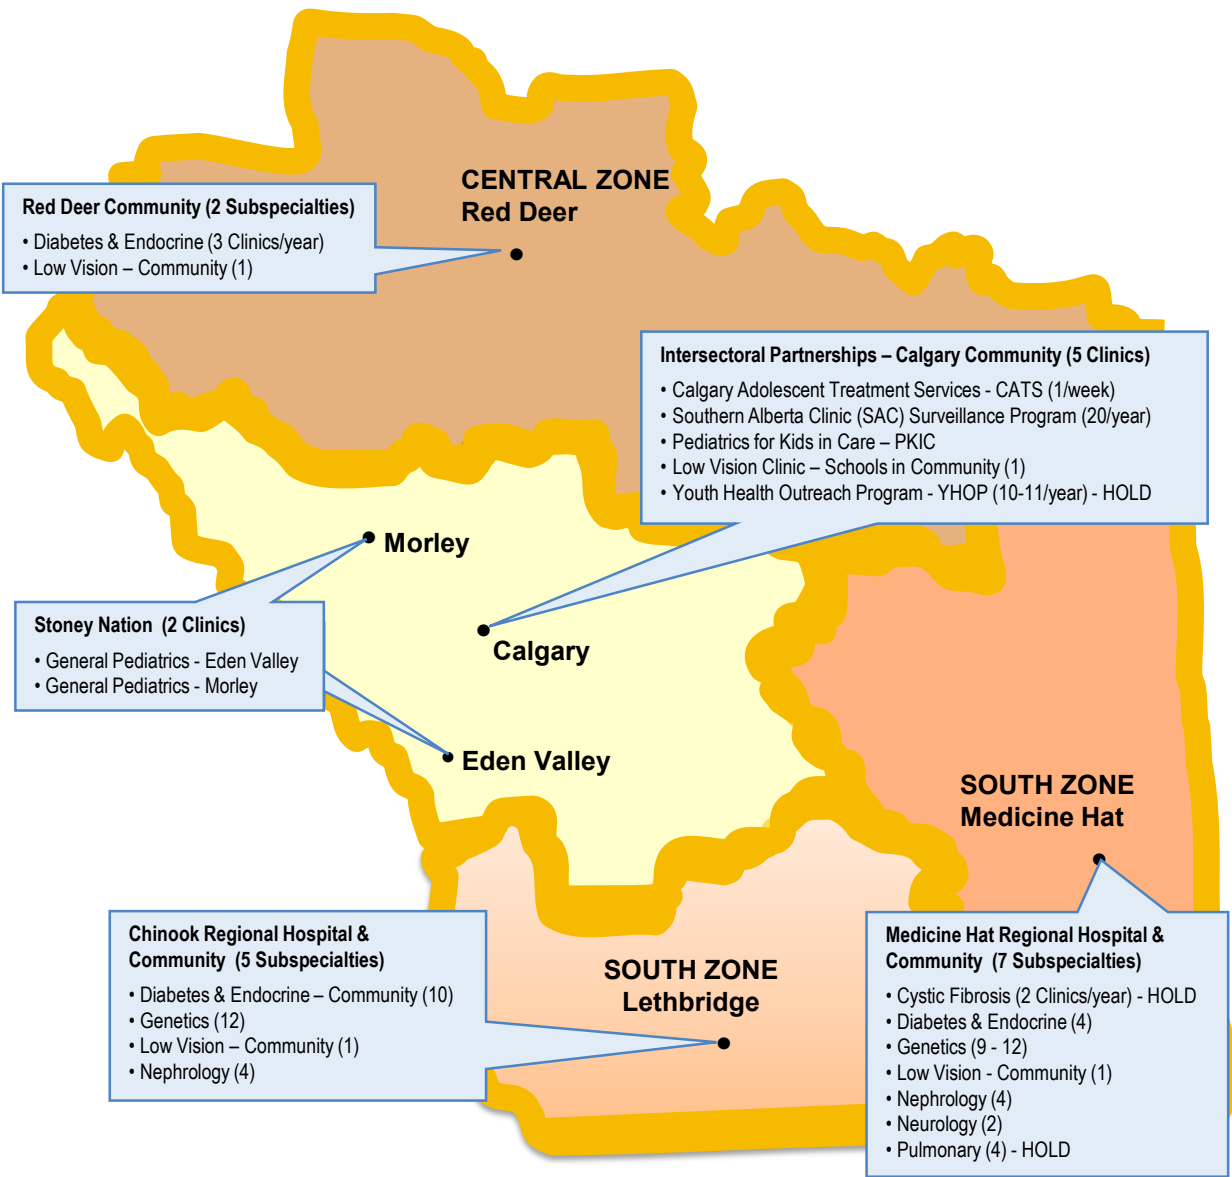 CENTRAL ZONE
Red Deer
Red Deer Community (2 Subspecialties)
• Diabetes & Endocrine (3 Clinics/year)
• Low Vision – Community (1)
Intersectoral Partnerships – Calgary Community (5 Clinics)
• Calgary Adolescent Treatment Services - CATS (1/week)
• Southern Alberta Clinic (SAC) Surveillance Program (20/year)
• Pediatrics for Kids in Care – PKIC
• Low Vision Clinic – Schools in Community (1)
• Youth Health Outreach Program - YHOP (10-11/year) - HOLD
Morley
Stoney Nation (2 Clinics)
• General Pediatrics - Eden Valley
• General Pediatrics - Morley
Calgary
Eden Valley
SOUTH ZONE
Medicine Hat
Chinook Regional Hospital &
Community (5 Subspecialties)
• Diabetes & Endocrine – Community (10)
• Genetics (12)
• Low Vision – Community (1)
• Nephrology (4)
SOUTH ZONE
Lethbridge
Medicine Hat Regional Hospital &
Community (7 Subspecialties)
• Cystic Fibrosis (2 Clinics/year) - HOLD
• Diabetes & Endocrine (4)
• Genetics (9 - 12)
• Low Vision - Community (1)
• Nephrology (4)
• Neurology (2)
• Pulmonary (4) - HOLD